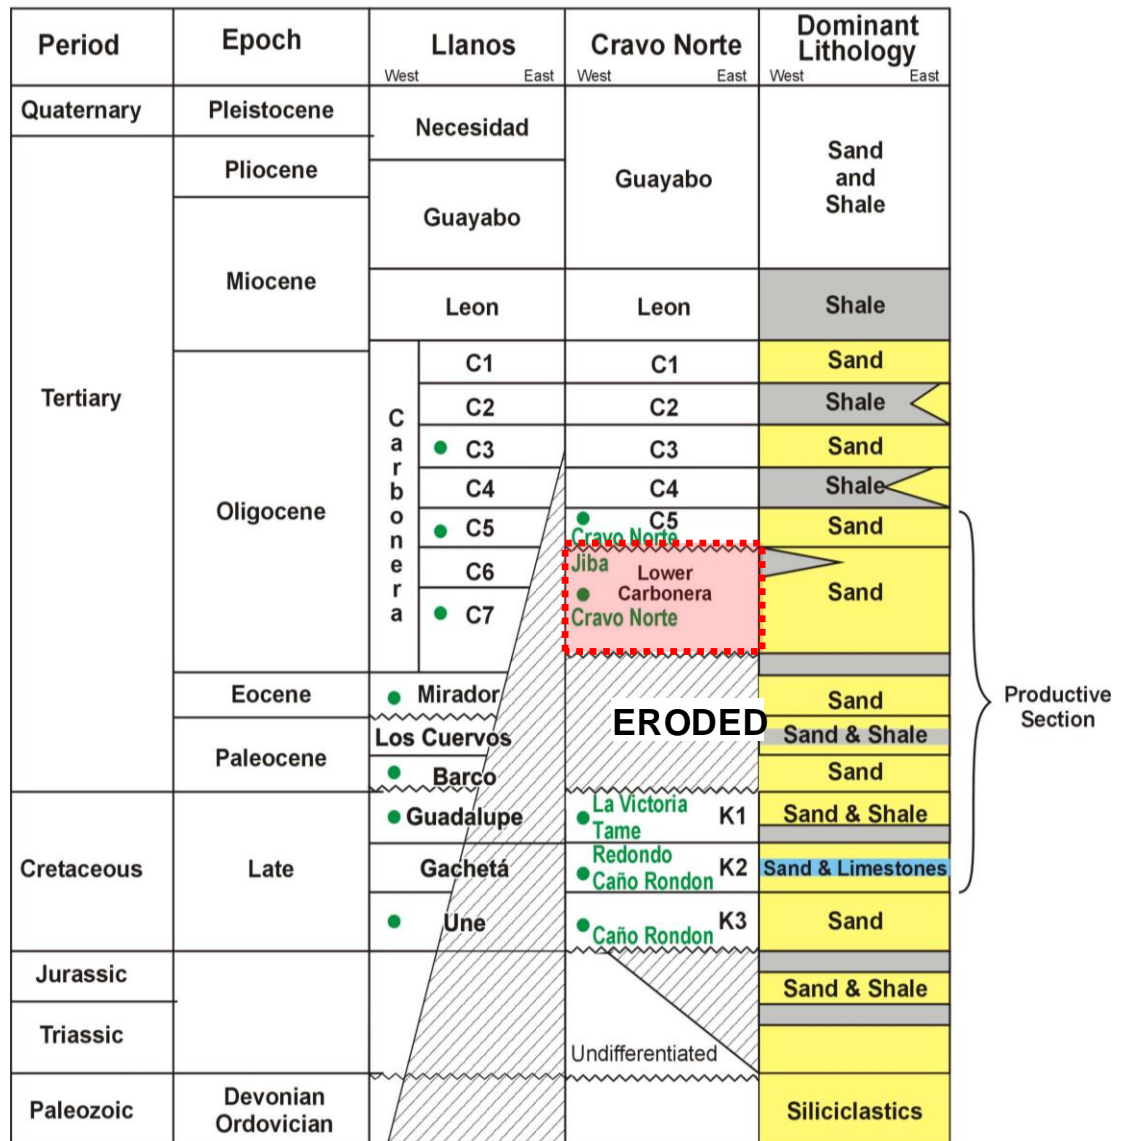 Period
Epoch
Llanos
West East
Cravo Norte
West East
Dominant
Lithology
West East
Quaternary
Pleistocene
Necesidad
Guayabo
Sand
and
Shale
Tertiary
Pliocene
Guayabo
Miocene
Leon
Leon
Shale
Oligocene
Carbonera
C1
C1
Sand
C2
C2
Shale
C3
C3
Sand
C4
C4
Shale
C5
C5
Cravo Norte
Sand
C6
Jiba
Lower
Carbonera
Cravo Norte
Sand
C7
Eocene
Mirador
ERODED
Sand
Paleocene
Los Cuervos
Sand & Shale
Barco
Sand
Productive
Section
Cretaceous
Late
Guadalupe
La Victoria
Tame
K1
Sand & Shale
Gachetá
Redondo
Caño Rondon
K2
Sand & Limestones
Une
Caño Rondon
K3
Sand
Jurassic
Sand & Shale
Triassic
Undifferentiated
Paleozoic
Devonian
Ordovician
Siliciclastics